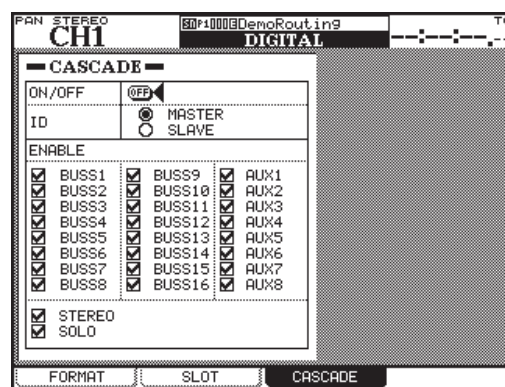 PAN STEREO
CH1
DemoRouting
DIGITAL
--:--:--.-
CASCADE
ON/OFF OFF
ID
MASTER
SLAVE
ENABLE
BUSS1 BUSS9 AUX1
BUSS2 BUSS10 AUX2
BUSS3 BUSS11 AUX3
BUSS4 BUSS12 AUX4
BUSS5 BUSS13 AUX5
BUSS6 BUSS14 AUX6
BUSS7 BUSS15 AUX7
BUSS8 BUSS16 AUX8
STEREO
SOLO
FORMAT SLOT CASCADE